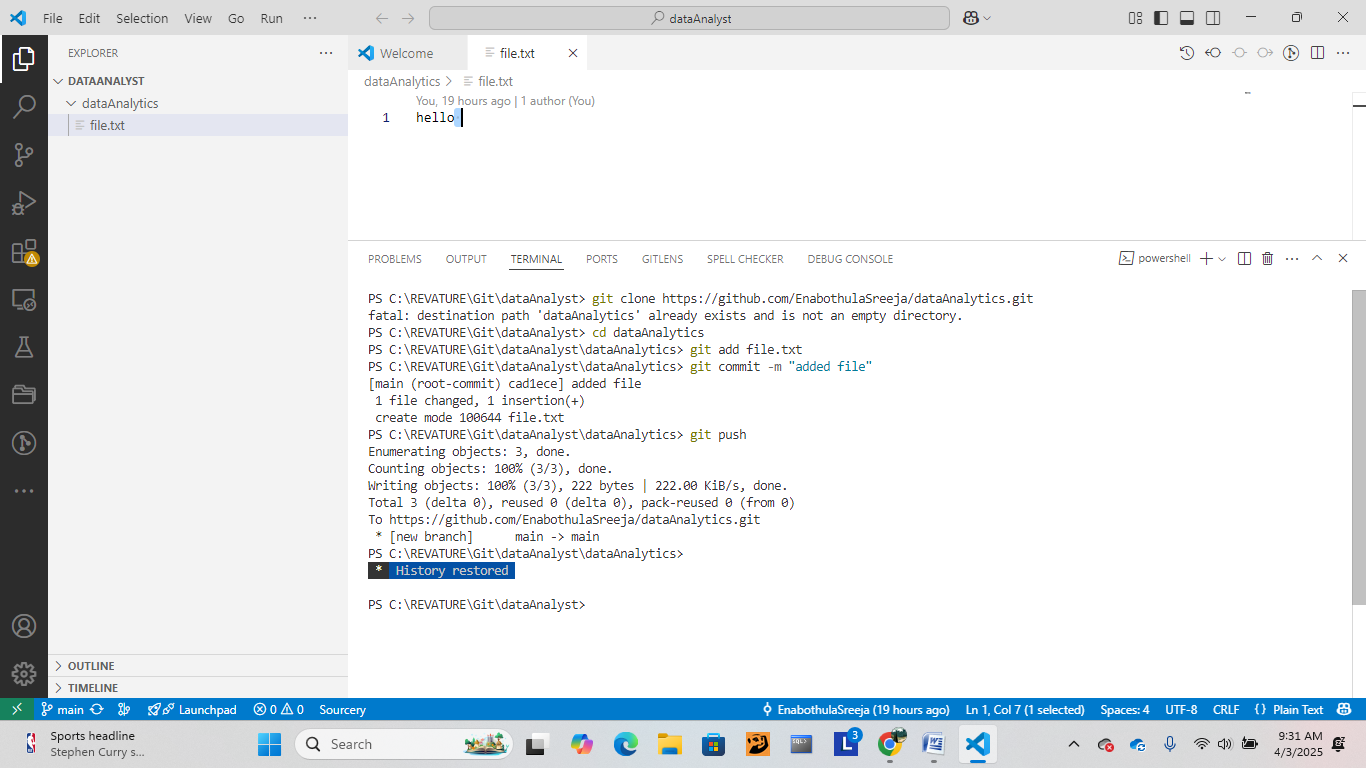 File Edit Selection View Go Run ··· dataAnalyst
EXPLORER ···
DATAANALYST
dataAnalytics
file.txt
OUTLINE
TIMELINE
Welcome file.txt
dataAnalytics > file.txt
You, 19 hours ago | 1 author (You)
1 hello
PROBLEMS OUTPUT TERMINAL PORTS GITLENS SPELL CHECKER DEBUG CONSOLE powershell
PS C:\REVATURE\Git\dataAnalyst> git clone https://github.com/EnabothulaSreeja/dataAnalytics.git
fatal: destination path 'dataAnalytics' already exists and is not an empty directory.
PS C:\REVATURE\Git\dataAnalyst> cd dataAnalytics
PS C:\REVATURE\Git\dataAnalyst\dataAnalytics> git add file.txt
PS C:\REVATURE\Git\dataAnalyst\dataAnalytics> git commit -m "added file"
[main (root-commit) cad1ece] added file
 1 file changed, 1 insertion(+)
 create mode 100644 file.txt
PS C:\REVATURE\Git\dataAnalyst\dataAnalytics> git push
Enumerating objects: 3, done.
Counting objects: 100% (3/3), done.
Writing objects: 100% (3/3), 222 bytes | 222.00 KiB/s, done.
Total 3 (delta 0), reused 0 (delta 0), pack-reused 0 (from 0)
To https://github.com/EnabothulaSreeja/dataAnalytics.git
 * [new branch]      main -> main
PS C:\REVATURE\Git\dataAnalyst\dataAnalytics>
 * History restored
PS C:\REVATURE\Git\dataAnalyst>
main Launchpad 0 0 Sourcery EnabothulaSreeja (19 hours ago) Ln 1, Col 7 (1 selected) Spaces: 4 UTF-8 CRLF {} Plain Text
Sports headline
Stephen Curry s...
Search
SQL>
L 3
9:31 AM
4/3/2025